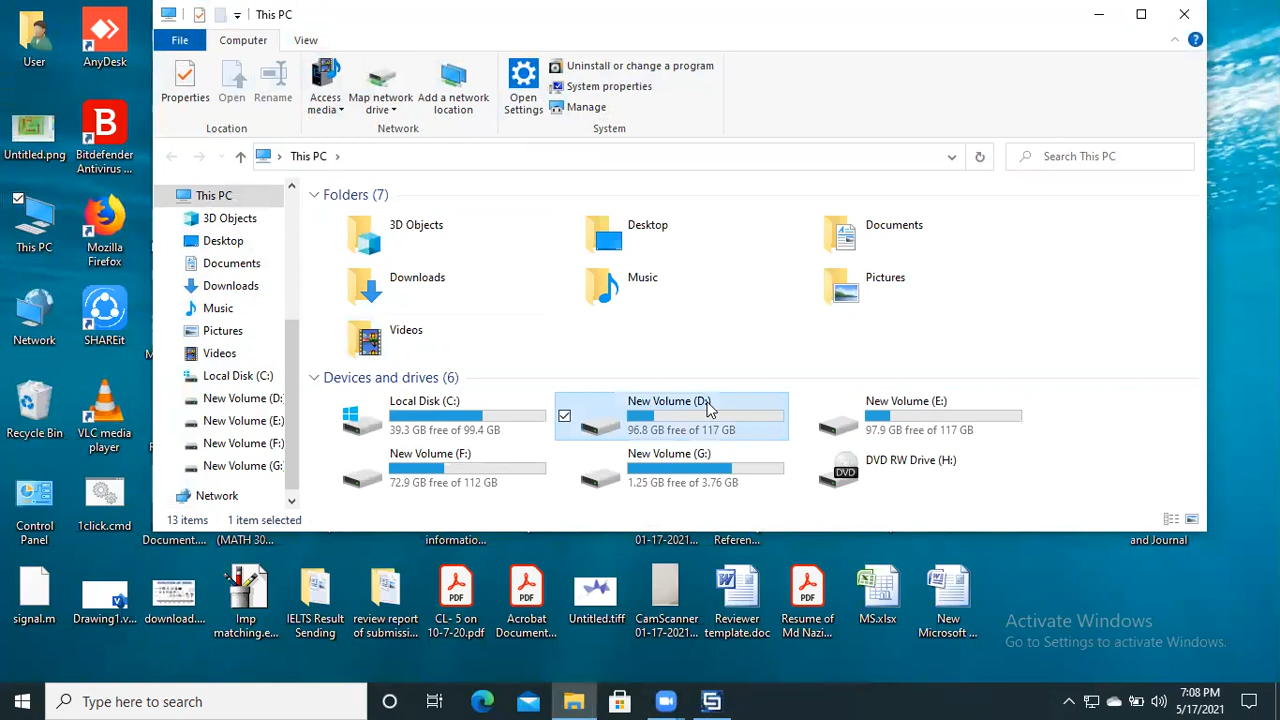 This PC
File
Computer
View
Properties
Open
Rename
Location
Access
media
Map network
drive
Add a network
location
Network
Open
Settings
Uninstall or change a program
System properties
Manage
System
This PC
Search This PC
This PC
3D Objects
Desktop
Documents
Downloads
Music
Pictures
Videos
Local Disk (C:)
New Volume (D:
New Volume (E:)
New Volume (F:)
New Volume (G:
Network
Folders (7)
3D Objects
Desktop
Documents
Downloads
Music
Pictures
Videos
Devices and drives (6)
Local Disk (C:)
39.3 GB free of 99.4 GB
New Volume (D:)
96.8 GB free of 117 GB
New Volume (E:)
97.9 GB free of 117 GB
New Volume (F:)
72.9 GB free of 112 GB
New Volume (G:)
1.25 GB free of 3.76 GB
DVD
DVD RW Drive (H:)
13 items
1 item selected
User
AnyDesk
Untitled.png
B
Bitdefender
Antivirus ...
This PC
Mozilla
Firefox
Network
SHAREit
Recycle Bin
VLC media
player
Control
Panel
1click.cmd
Document....
(MATH 30...
informatio...
01-17-2021...
Referen...
and Journal
signal.m
Drawing1.v...
download....
Imp
matching.e...
IELTS Result
Sending
review report
of submissi...
PDF
CL- 5 on
10-7-20.pdf
PDF
Acrobat
Document...
Untitled.tiff
CamScanner
01-17-2021...
Reviewer
template.doc
PDF
Resume of
Md Nazi...
MS.xlsx
New
Microsoft ...
Activate Windows
Go to Settings to activate Windows.
Type here to search
S
7:08 PM
5/17/2021